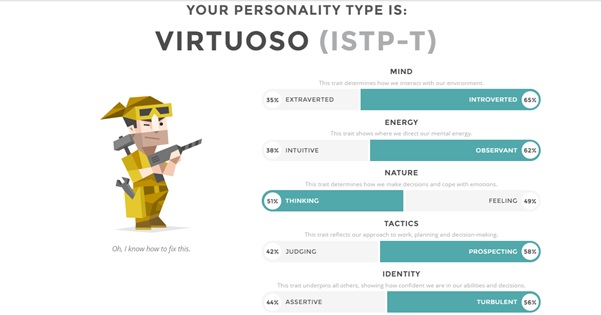 YOUR PERSONALITY TYPE IS:
VIRTUOSO (ISTP-T)
MIND
This trait determines how we interact with our environment.
35% EXTRAVERTED INTROVERTED 65%
ENERGY
This trait shows where we direct our mental energy.
38% INTUITIVE OBSERVANT 62%
NATURE
This trait determines how we make decisions and cope with emotions.
51% THINKING FEELING 49%
TACTICS
This trait reflects our approach to work, planning and decision-making.
42% JUDGING PROSPECTING 58%
IDENTITY
This trait underpins all others, showing how confident we are in our abilities and decisions.
44% ASSERTIVE TURBULENT 56%
Oh, I know how to fix this.